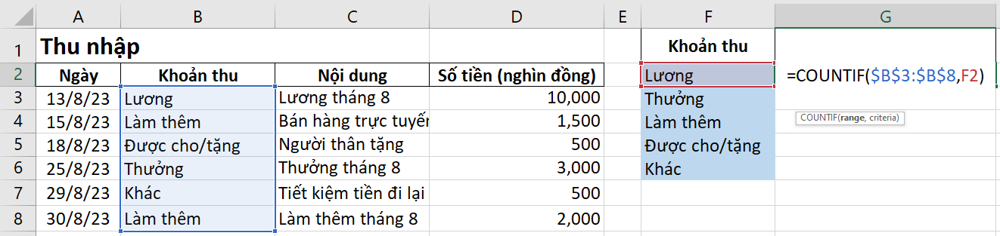 A B C D E F G
1 Thu nhập Khoản thu
2 Ngày Khoản thu Nội dung Số tiền (nghìn đồng) Lương =COUNTIF($B$3:$B$8,F2)
3 13/8/23 Lương Lương tháng 8 10,000 Thưởng
4 15/8/23 Làm thêm Bán hàng trực tuyến 1,500 Làm thêm
COUNTIF(range, criteria)
5 18/8/23 Được cho/tặng Người thân tặng 500 Được cho/tặng
6 25/8/23 Thưởng Thưởng tháng 8 3,000 Khác
7 29/8/23 Khác Tiết kiệm tiền đi lại 500
8 30/8/23 Làm thêm Làm thêm tháng 8 2,000